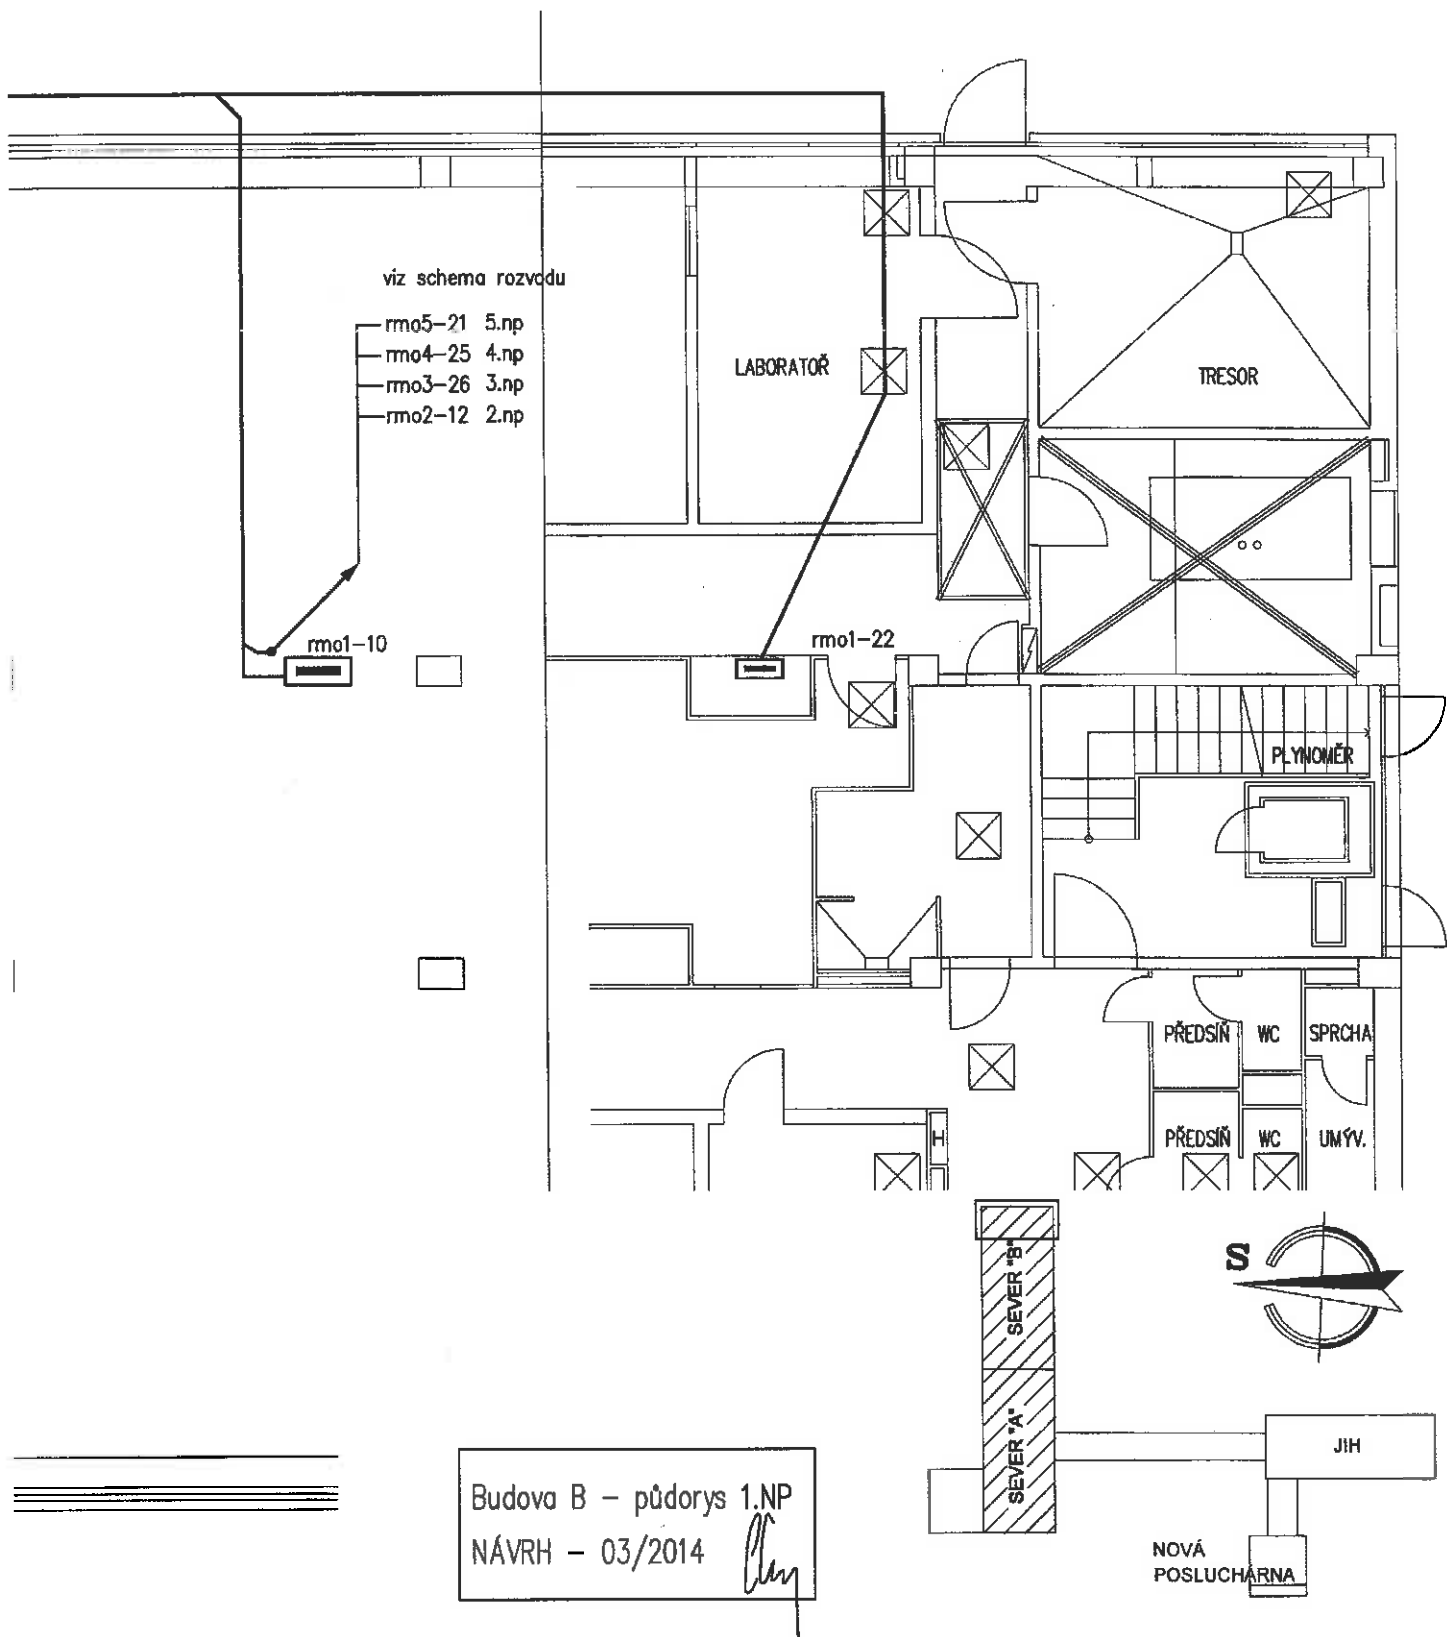 viz schema rozvodu
rmo5-21 5.np
rmo4-25 4.np
rmo3-26 3.np
rmo2-12 2.np
LABORATOŘ
TRESOR
rmo1-10
rmo1-22
PLYNOMĚR
PŘEDSÍŇ
WC
SPRCHA
PŘEDSÍŇ
WC
UMÝV.
H
S
SEVER "B"
SEVER "A"
JIH
NOVÁ
POSLUCHÁRNA
Budova B - půdorys 1.NP
NÁVRH - 03/2014